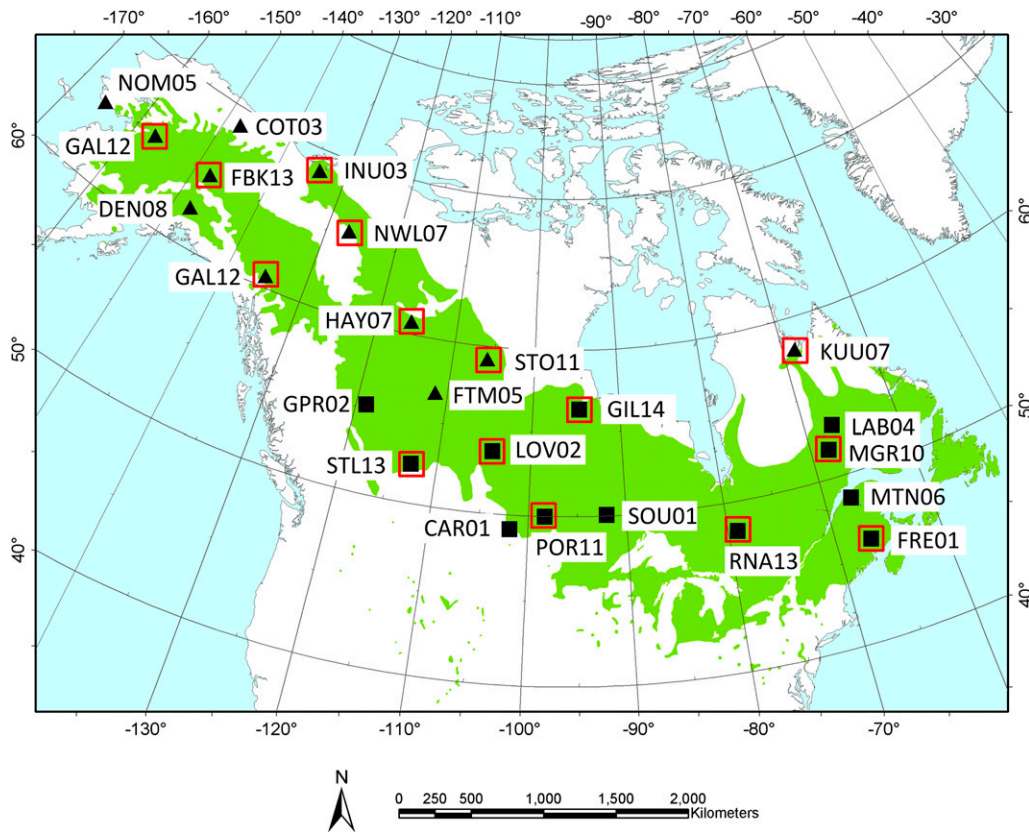 -170° -160° -150° -140° -130° -120° -110° -90° -80° -70° -60° -50° -40° -30°
NOM05
COT03
60°
GAL12
INU03
FBK13
60°
DEN08
NWL07
GAL12
HAY07
50°
KUU07
STO11
GPR02
FTM05
GIL14
50°
LAB04
LOV02
MGR10
STL13
MTN06
SOU01
CAR01
FRE01
POR11
40°
RNA13
40°
-130° -120° -110° -100° -90° -80° -70°
N
0 250 500 1,000 1,500 2,000
Kilometers